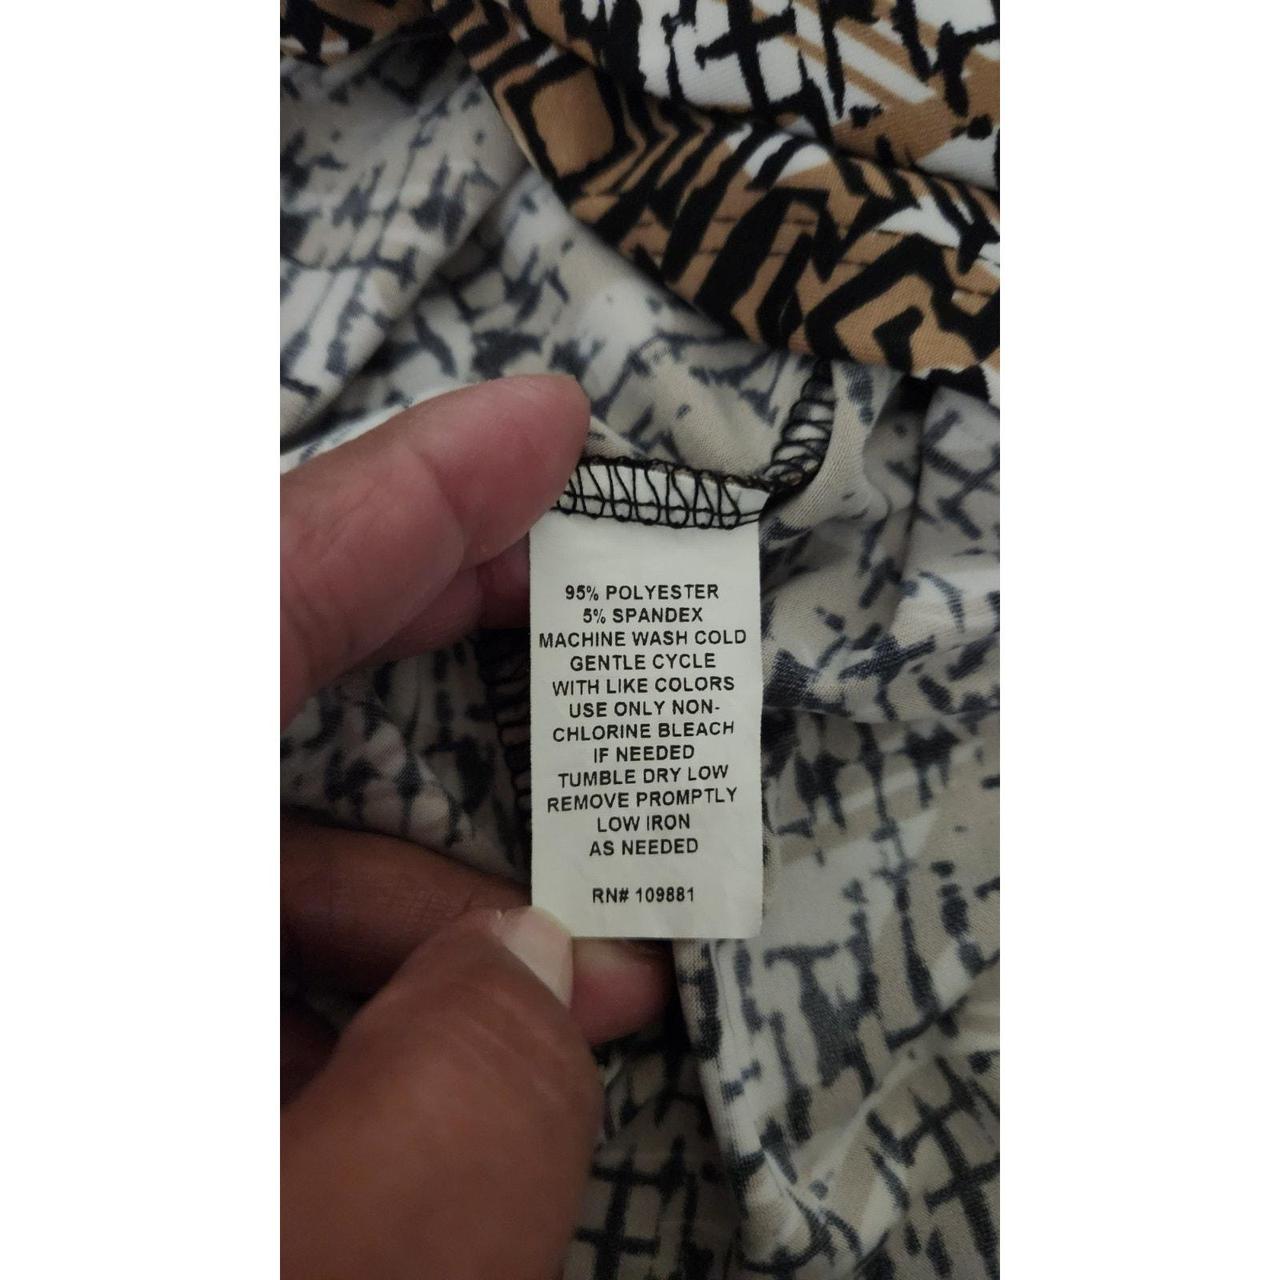 95% POLYESTER
5% SPANDEX
MACHINE WASH COLD
GENTLE CYCLE
WITH LIKE COLORS
USE ONLY NON-
CHLORINE BLEACH
IF NEEDED
TUMBLE DRY LOW
REMOVE PROMPTLY
LOW IRON
AS NEEDED
RN# 109881